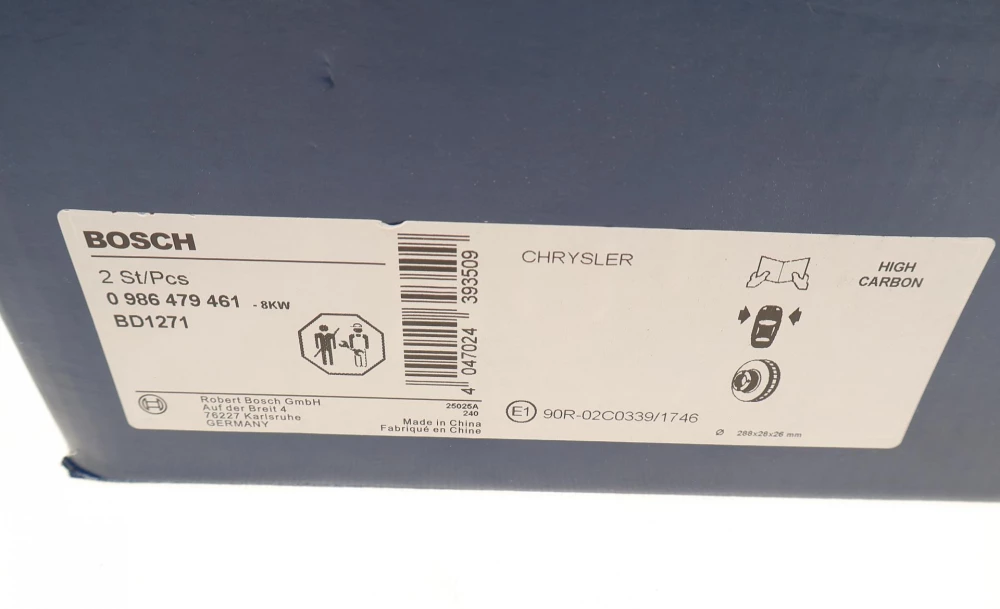 BOSCH
2 St/Pcs
0 986 479 461 - 8KW
BD1271
Robert Bosch GmbH
Auf der Breit 4
76227 Karlsruhe
GERMANY
25025A
240
Made in China
Fabriqué en Chine
4 047024 393509
CHRYSLER
E1 90R-02C0339/1746
HIGH
CARBON
Ø 288x28x26 mm